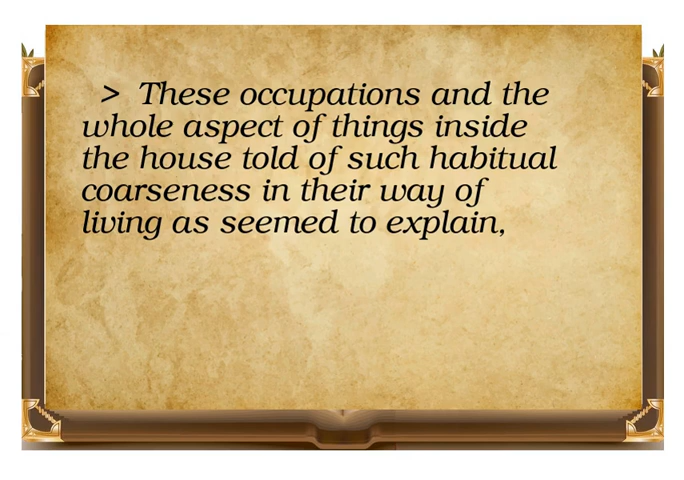 > These occupations and the
whole aspect of things inside
the house told of such habitual
coarseness in their way of
living as seemed to explain,